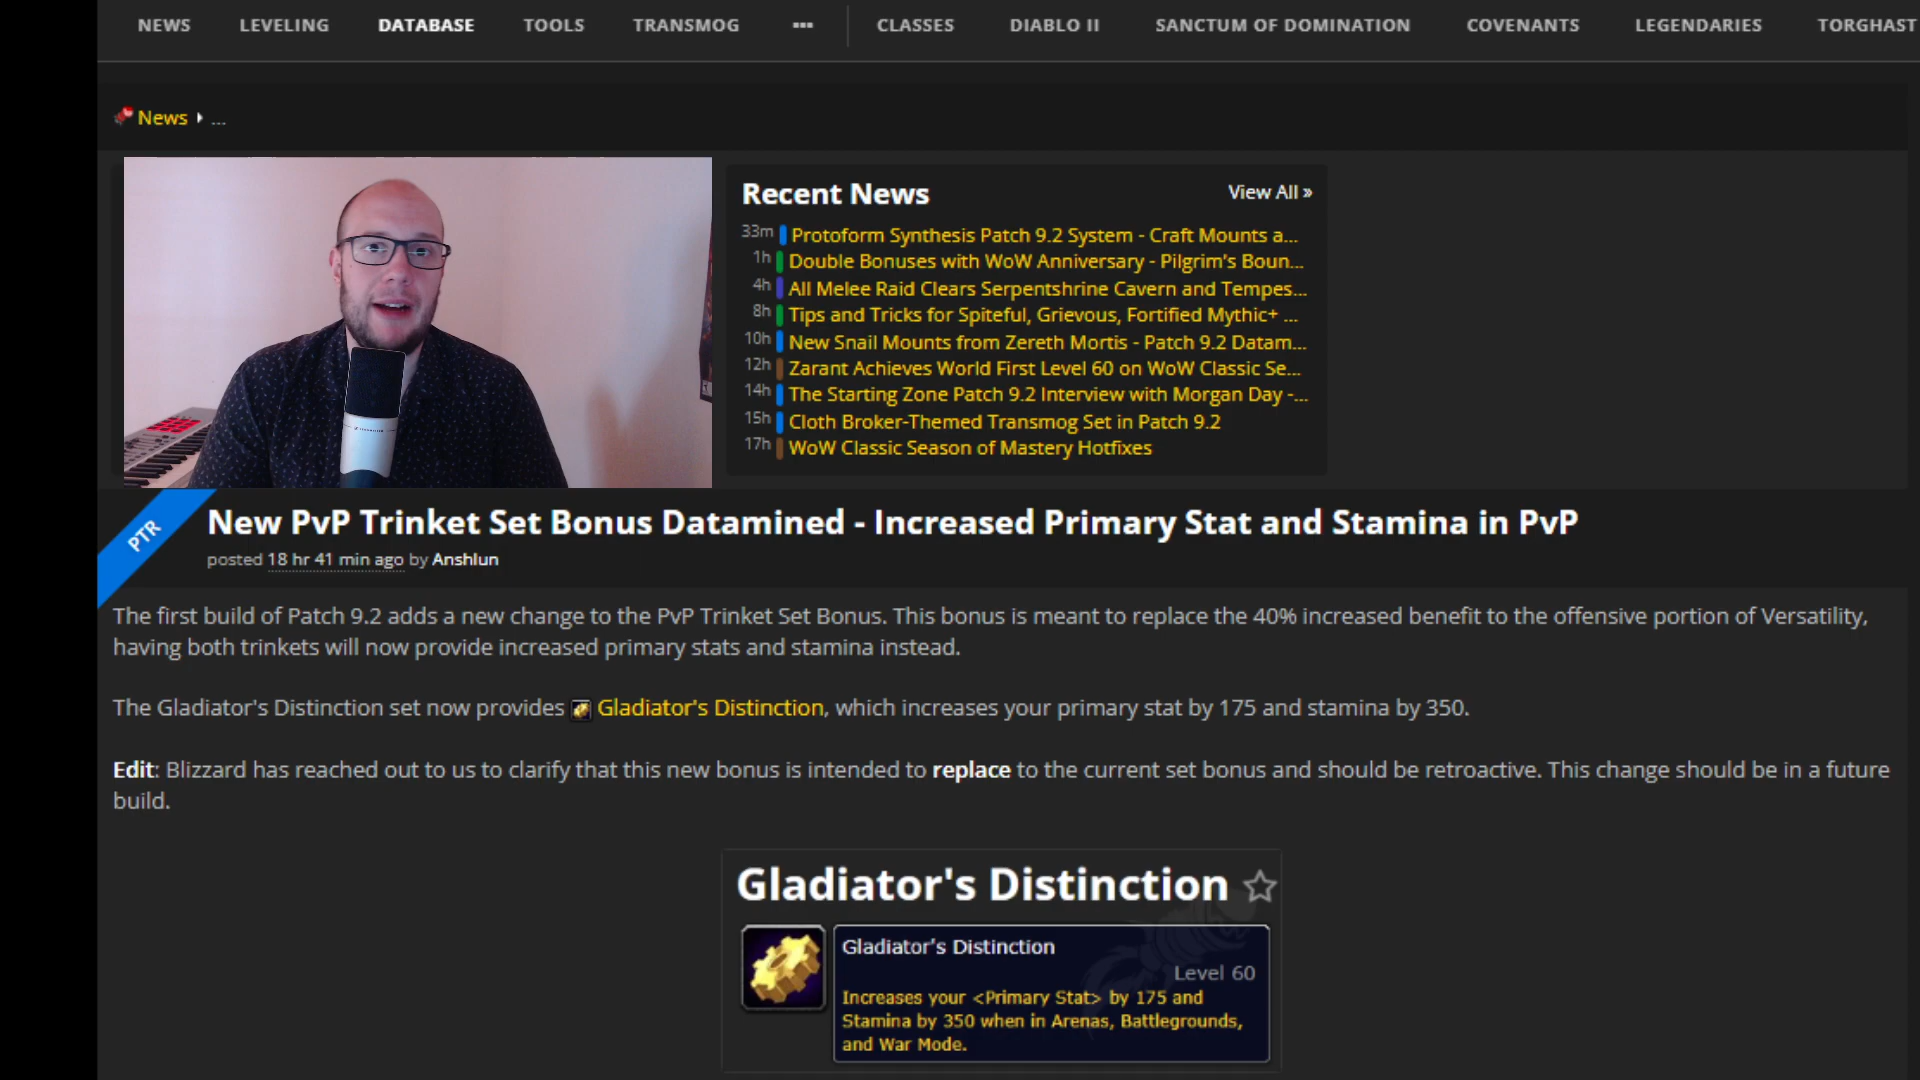 NEWS LEVELING DATABASE TOOLS TRANSMOG ••• CLASSES DIABLO II SANCTUM OF DOMINATION COVENANTS LEGENDARIES TORGHAST
News ...
Recent News View All »
33m Protoform Synthesis Patch 9.2 System - Craft Mounts a...
1h Double Bonuses with WoW Anniversary - Pilgrim's Boun...
4h All Melee Raid Clears Serpentshrine Cavern and Tempes...
8h Tips and Tricks for Spiteful, Grievous, Fortified Mythic+ ...
10h New Snail Mounts from Zereth Mortis - Patch 9.2 Datam...
12h Zarant Achieves World First Level 60 on WoW Classic Se...
14h The Starting Zone Patch 9.2 Interview with Morgan Day -...
15h Cloth Broker-Themed Transmog Set in Patch 9.2
17h WoW Classic Season of Mastery Hotfixes
PTR
New PvP Trinket Set Bonus Datamined - Increased Primary Stat and Stamina in PvP
posted 18 hr 41 min ago by Anshlun
The first build of Patch 9.2 adds a new change to the PvP Trinket Set Bonus. This bonus is meant to replace the 40% increased benefit to the offensive portion of Versatility,
having both trinkets will now provide increased primary stats and stamina instead.
The Gladiator's Distinction set now provides Gladiator's Distinction, which increases your primary stat by 175 and stamina by 350.
Edit: Blizzard has reached out to us to clarify that this new bonus is intended to replace to the current set bonus and should be retroactive. This change should be in a future
build.
Gladiator's Distinction
Gladiator's Distinction
Level 60
Increases your <Primary Stat> by 175 and
Stamina by 350 when in Arenas, Battlegrounds,
and War Mode.